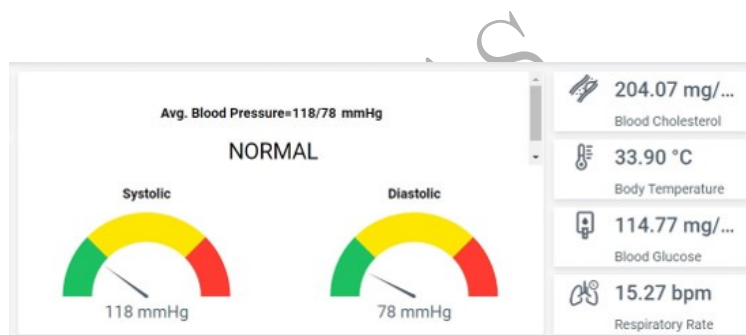 Avg. Blood Pressure=118/78 mmHg
NORMAL
Systolic
Diastolic
118 mmHg
78 mmHg
204.07 mg/...
Blood Cholesterol
33.90 °C
Body Temperature
114.77 mg/...
Blood Glucose
15.27 bpm
Respiratory Rate